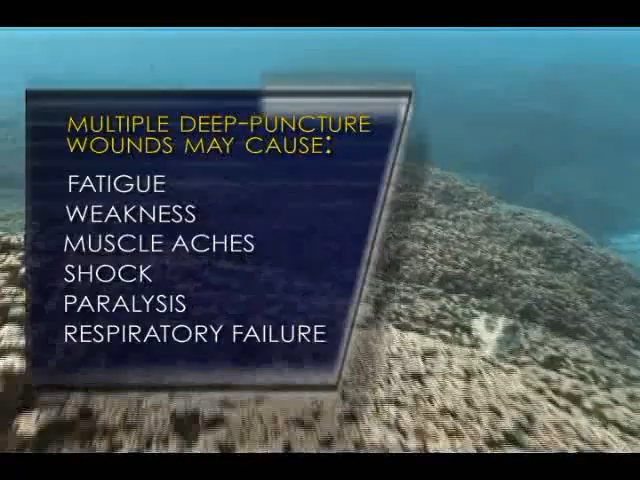 MULTIPLE DEEP-PUNCTURE
WOUNDS MAY CAUSE:
FATIGUE
WEAKNESS
MUSCLE ACHES
SHOCK
PARALYSIS
RESPIRATORY FAILURE